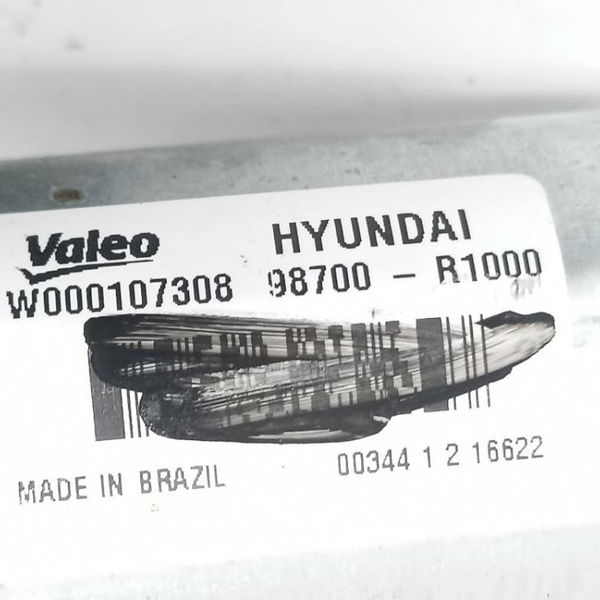 Valeo HYUNDAI
W000107308 98700 - R1000
MADE IN BRAZIL 00344 1 2 16622